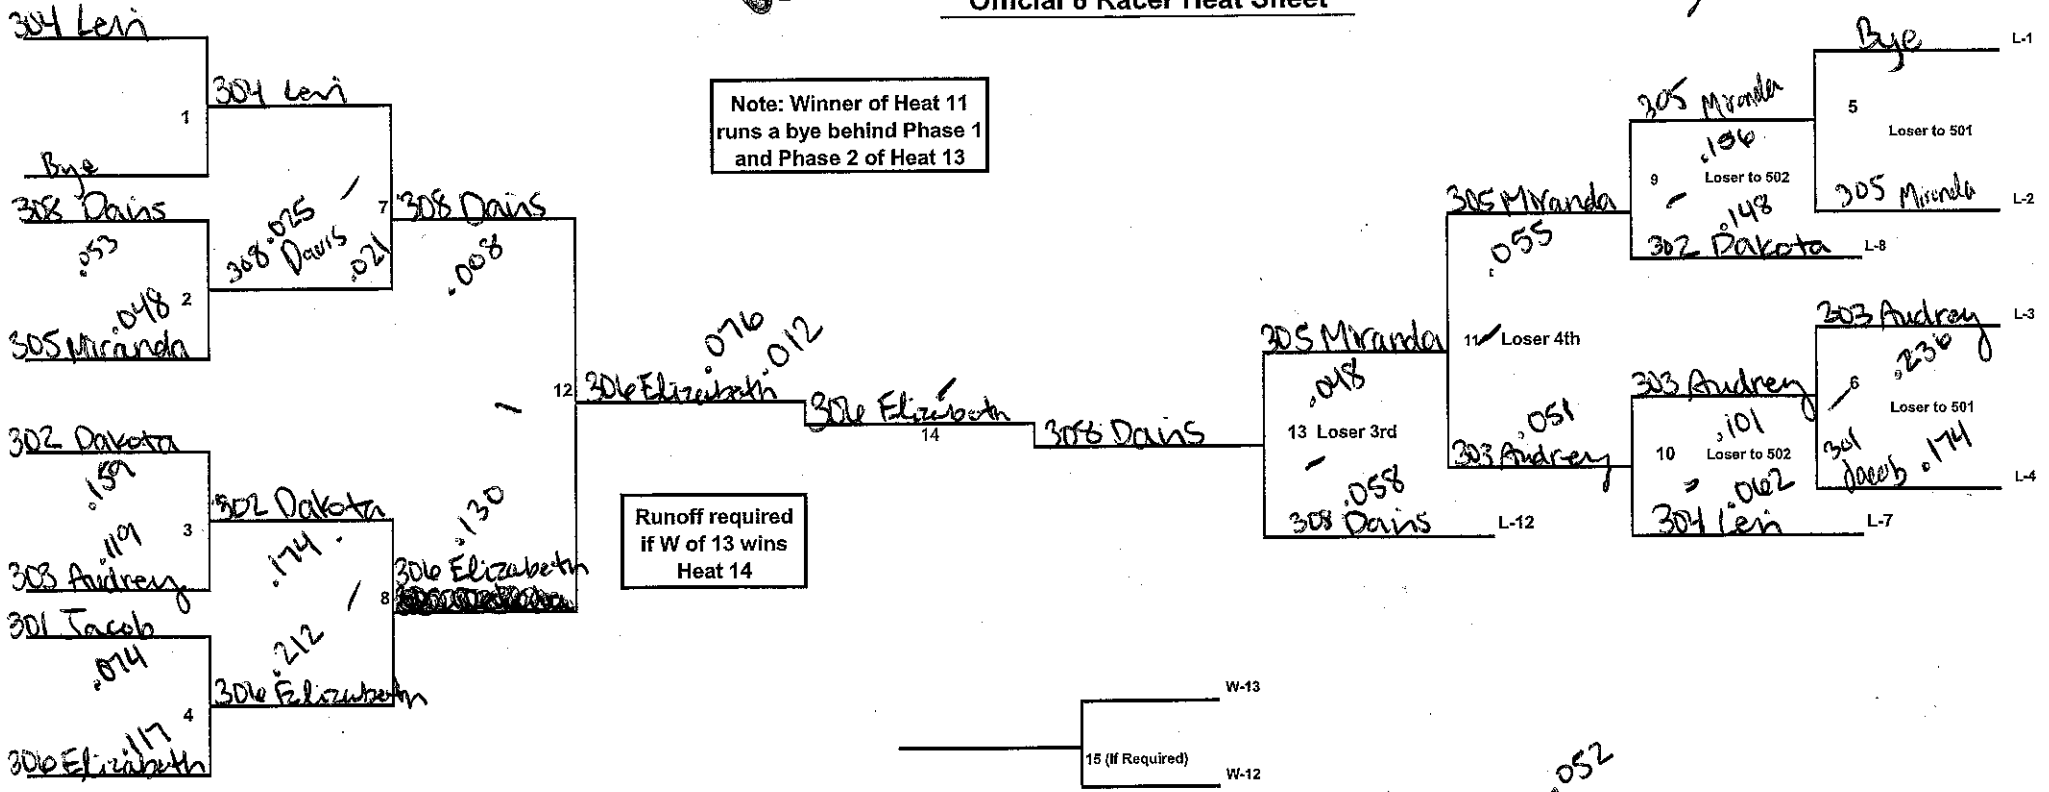 Official 8 Racer Heat Sheet
304 Levi
1
304 Levi
Bye
308 Davis
.053
2
.048
305 Miranda
.025
308 Davis
.021
7
308 Davis
.008
302 Dakota
.159
3
.119
303 Audrey
302 Dakota
.174
301 Jacob
.074
4
.117
306 Elizabeth
.212
306 Elizabeth
8
.130
306 Elizabeth
12
.076
.012
306 Elizabeth
306 Elizabeth
14
308 Davis
Note: Winner of Heat 11
runs a bye behind Phase 1
and Phase 2 of Heat 13
Runoff required
if W of 13 wins
Heat 14
305 Miranda
.048
13 Loser 3rd
.058
308 Davis
L-12
305 Miranda
.055
11 Loser 4th
.051
303 Audrey
305 Miranda
.156
9
Loser to 502
.148
302 Dakota
L-8
303 Audrey
.101
10
Loser to 502
.062
304 Levi
L-7
Bye
L-1
5
Loser to 501
305 Miranda
L-2
303 Audrey
L-3
.236
6
Loser to 501
301
Jacob .174
L-4
W-13
15 (If Required)
W-12
.052